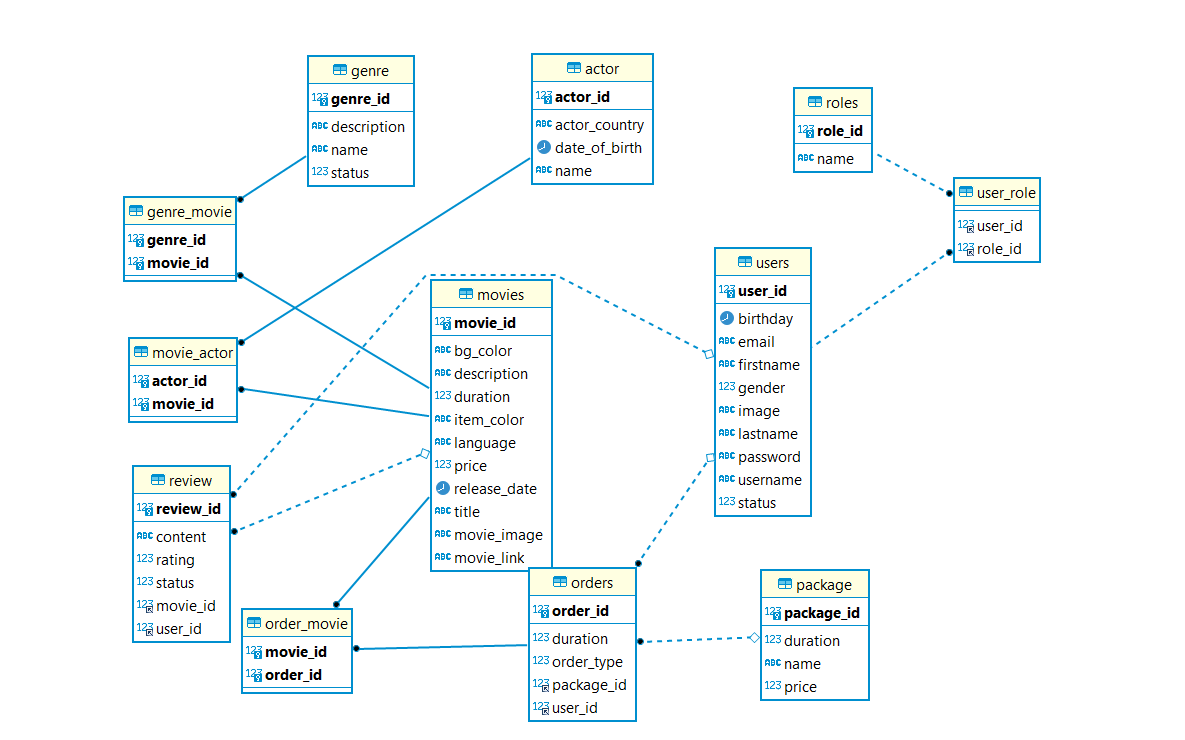 genre
genre_id
description
name
status
actor
actor_id
actor_country
date_of_birth
name
roles
role_id
name
user_role
user_id
role_id
genre_movie
genre_id
movie_id
users
user_id
birthday
email
firstname
gender
image
lastname
password
username
status
movies
movie_id
bg_color
description
duration
item_color
language
price
release_date
title
movie_image
movie_link
movie_actor
actor_id
movie_id
review
review_id
content
rating
status
movie_id
user_id
order_movie
movie_id
order_id
orders
order_id
duration
order_type
package_id
user_id
package
package_id
duration
name
price